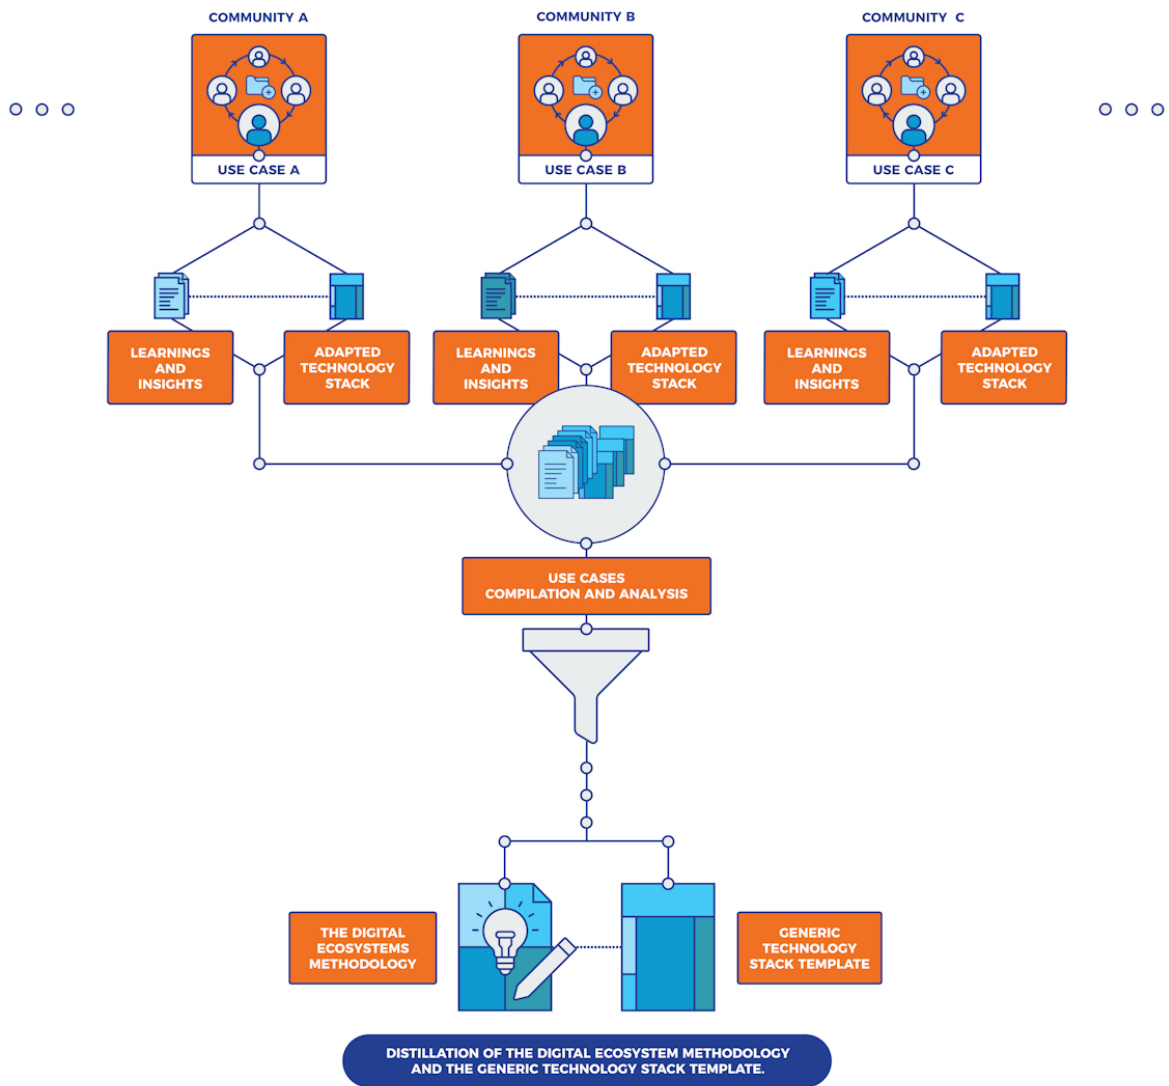 COMMUNITY A
COMMUNITY B
COMMUNITY C
USE CASE A
USE CASE B
USE CASE C
LEARNINGS
AND
INSIGHTS
ADAPTED
TECHNOLOGY
STACK
LEARNINGS
AND
INSIGHTS
ADAPTED
TECHNOLOGY
STACK
LEARNINGS
AND
INSIGHTS
ADAPTED
TECHNOLOGY
STACK
USE CASES
COMPILATION AND ANALYSIS
THE DIGITAL
ECOSYSTEMS
METHODOLOGY
GENERIC
TECHNOLOGY
STACK TEMPLATE
DISTILLATION OF THE DIGITAL ECOSYSTEM METHODOLOGY
AND THE GENERIC TECHNOLOGY STACK TEMPLATE.